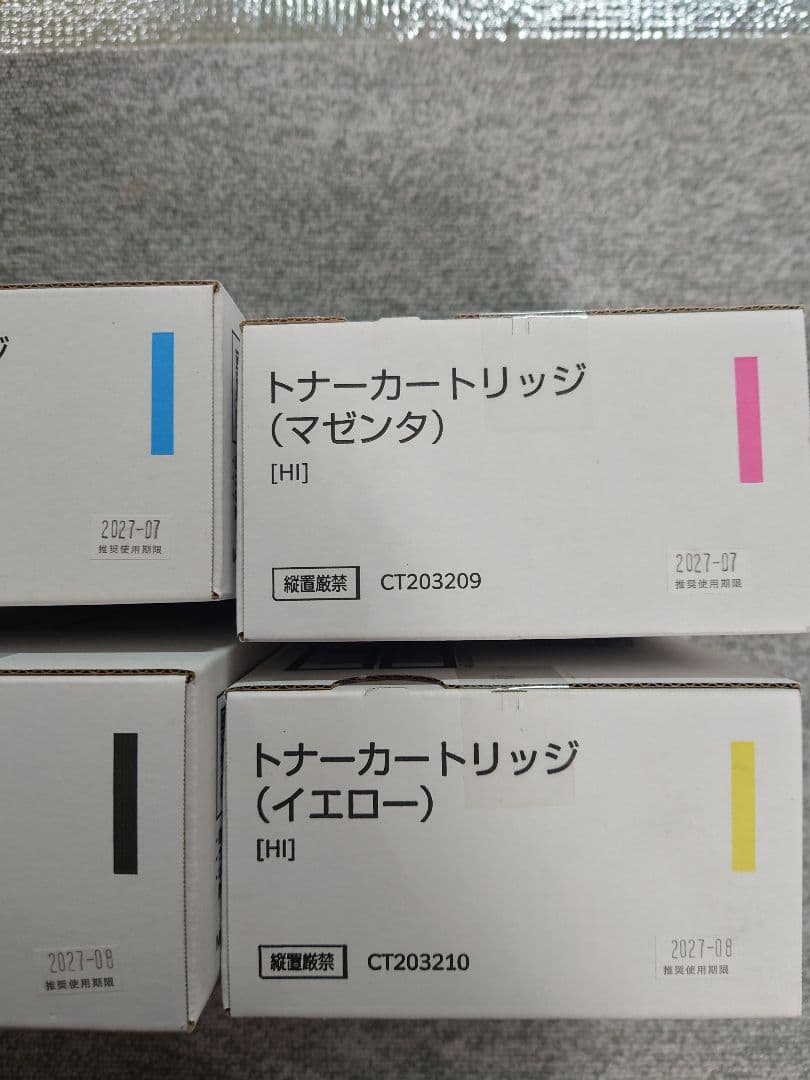 ジ
2027-07
推奨使用期限
トナーカートリッジ
(マゼンタ)
[HI]
縦置厳禁 CT203209
2027-07
推奨使用期限
2027-08
推奨使用期限
トナーカートリッジ
(イエロー)
[HI]
縦置厳禁 CT203210
2027-08
推奨使用期限